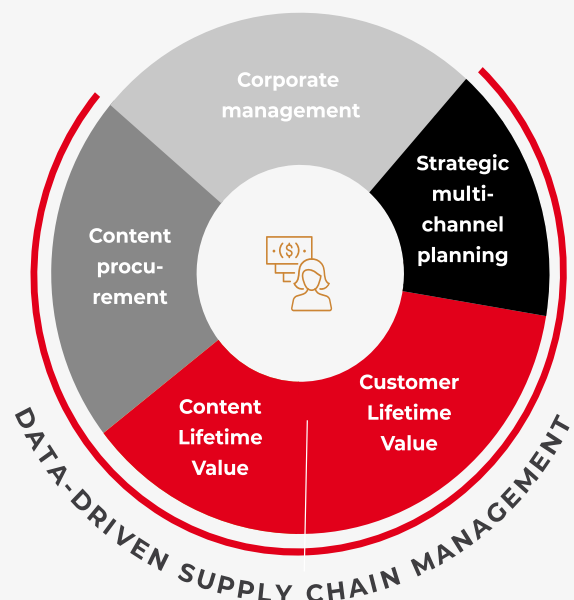 Corporate
management
Strategic
multi-
channel
planning
Content
procu-
rement
($)
Customer
Lifetime
Value
Content
Lifetime
Value
DATA-DRIVEN SUPPLY CHAIN MANAGEMENT